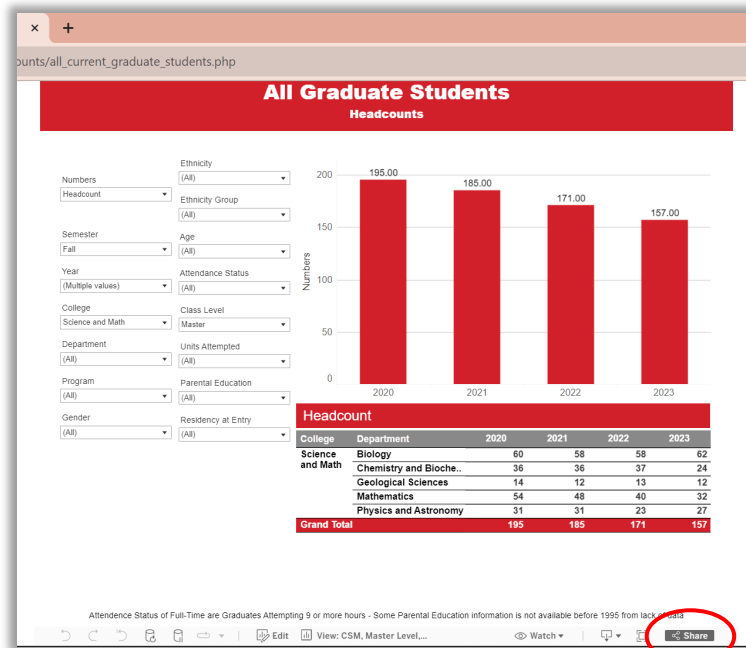 × +
ounts/all_current_graduate_students.php
All Graduate Students
Headcounts
Numbers
Headcount
Semester
Fall
Year
(Multiple values)
College
Science and Math
Department
(All)
Program
(All)
Gender
(All)
Ethnicity
(All)
Ethnicity Group
(All)
Age
(All)
Attendance Status
(All)
Class Level
Master
Units Attempted
(All)
Parental Education
(All)
Residency at Entry
(All)
Numbers
200
150
100
50
0
195.00
185.00
171.00
157.00
2020 2021 2022 2023
Headcount
College Department 2020 2021 2022 2023
Science and Math
Biology 60 58 58 62
Chemistry and Bioche.. 36 36 37 24
Geological Sciences 14 12 13 12
Mathematics 54 48 40 32
Physics and Astronomy 31 31 23 27
Grand Total 195 185 171 157
Attendence Status of Full-Time are Graduates Attempting 9 or more hours - Some Parental Education information is not available before 1995 from lack of data
Edit View: CSM, Master Level,... Watch Share